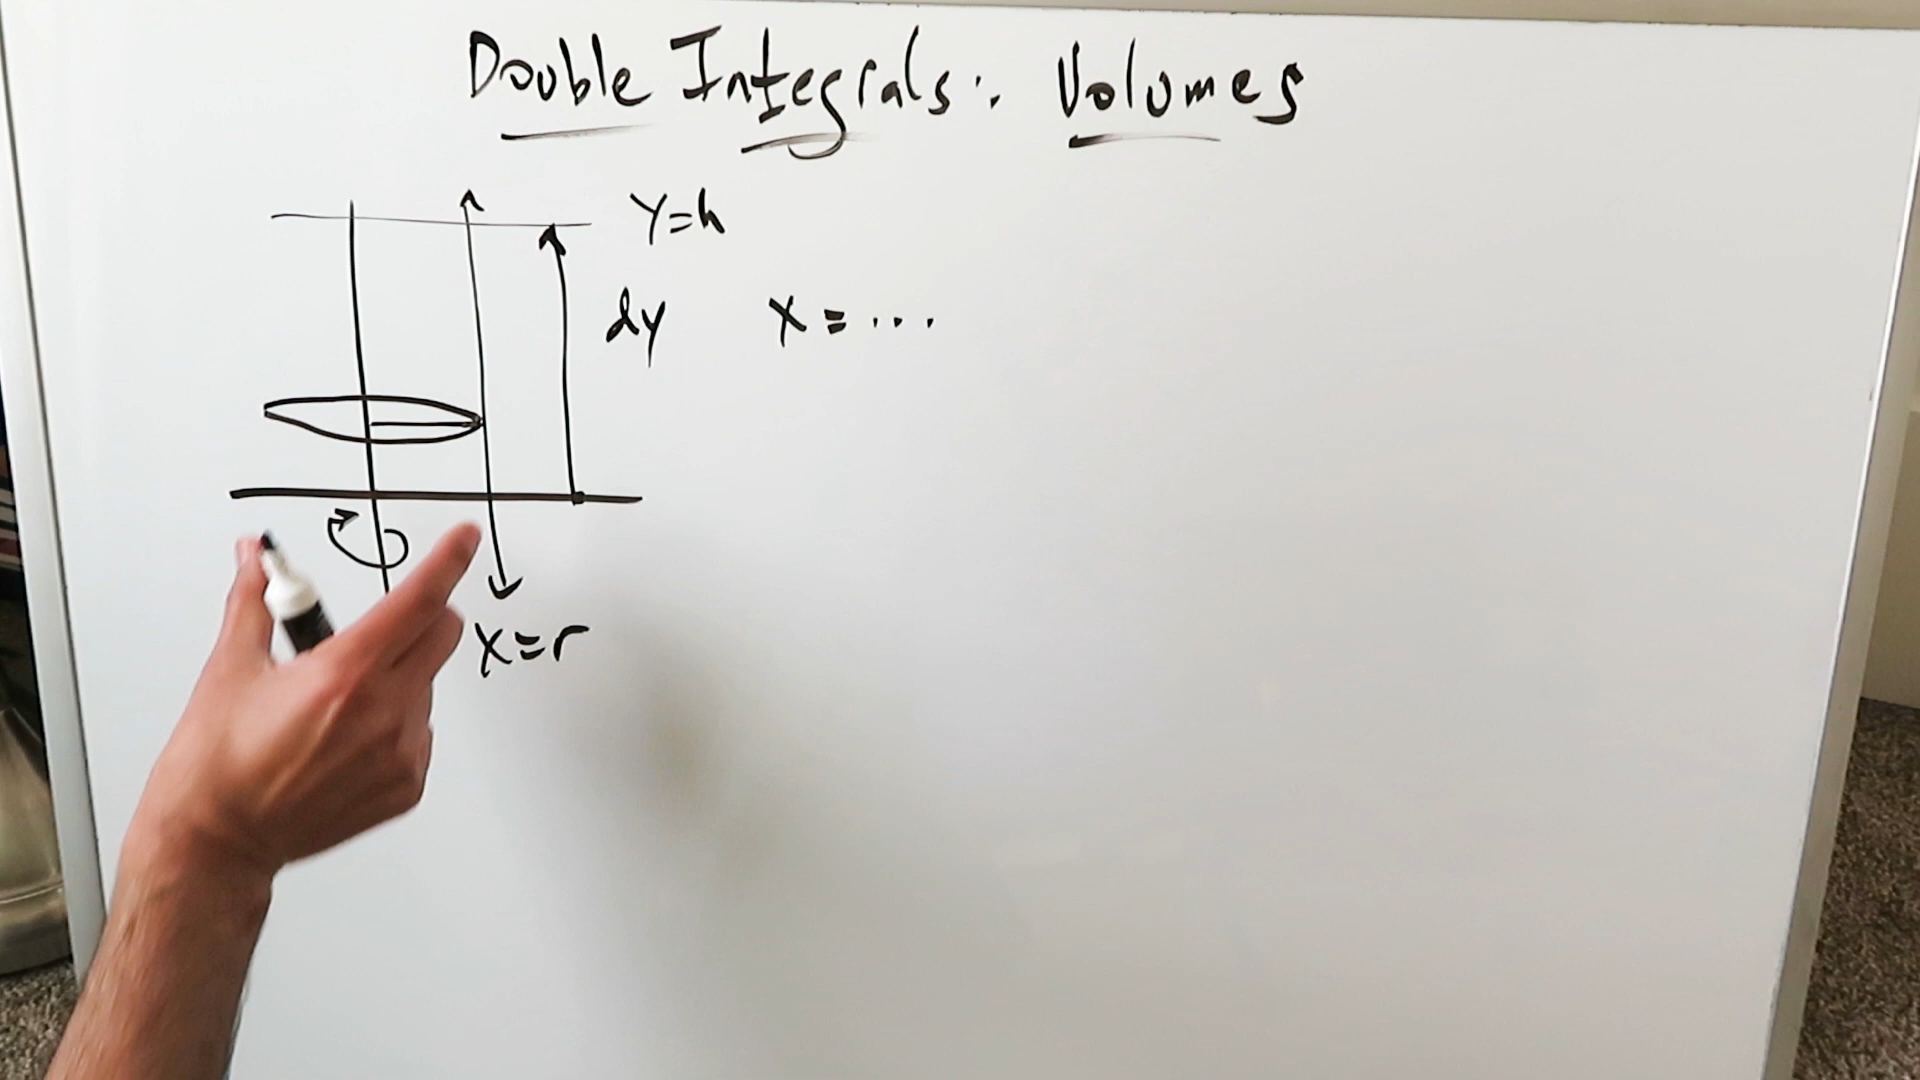 Double Integrals: Volumes
y=h
dy x=...
x=r